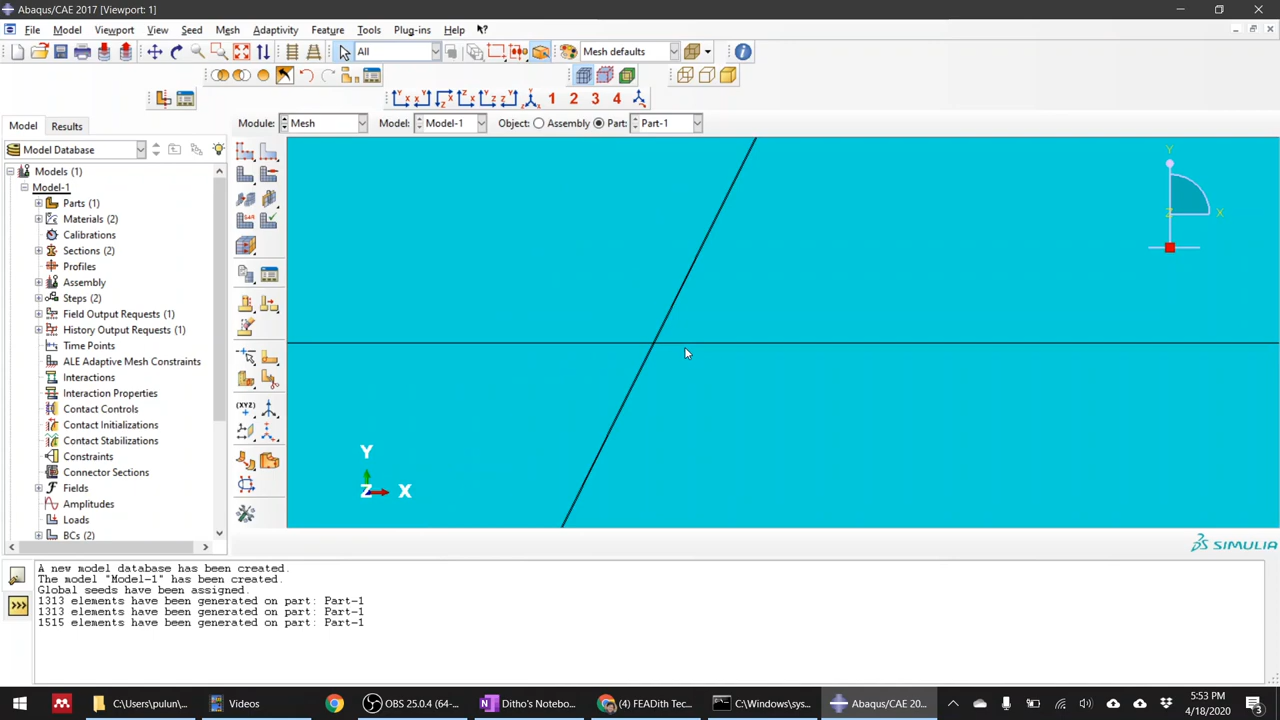 Abaqus/CAE 2017 [Viewport: 1]
File Model Viewport View Seed Mesh Adaptivity Feature Tools Plug-ins Help
All Mesh defaults
1 2 3 4
Model Results Module: Mesh Model: Model-1 Object: Assembly Part: Part-1
Model Database
Models (1)
Model-1
Parts (1)
Materials (2)
Calibrations
Sections (2)
Profiles
Assembly
Steps (2)
Field Output Requests (1)
History Output Requests (1)
Time Points
ALE Adaptive Mesh Constraints
Interactions
Interaction Properties
Contact Controls
Contact Initializations
Contact Stabilizations
Constraints
Connector Sections
Fields
Amplitudes
Loads
BCs (2)
Y
Z X
Y
Z X
SIMULIA
A new model database has been created.
The model "Model-1" has been created.
Global seeds have been assigned.
1313 elements have been generated on part: Part-1
1313 elements have been generated on part: Part-1
1515 elements have been generated on part: Part-1
C:\Users\pulun\... Videos OBS 25.0.4 (64-... Ditho's Notebo... (4) FEADith Tec... C:\Windows\sys... Abaqus/CAE 20...
5:53 PM
4/18/2020
3